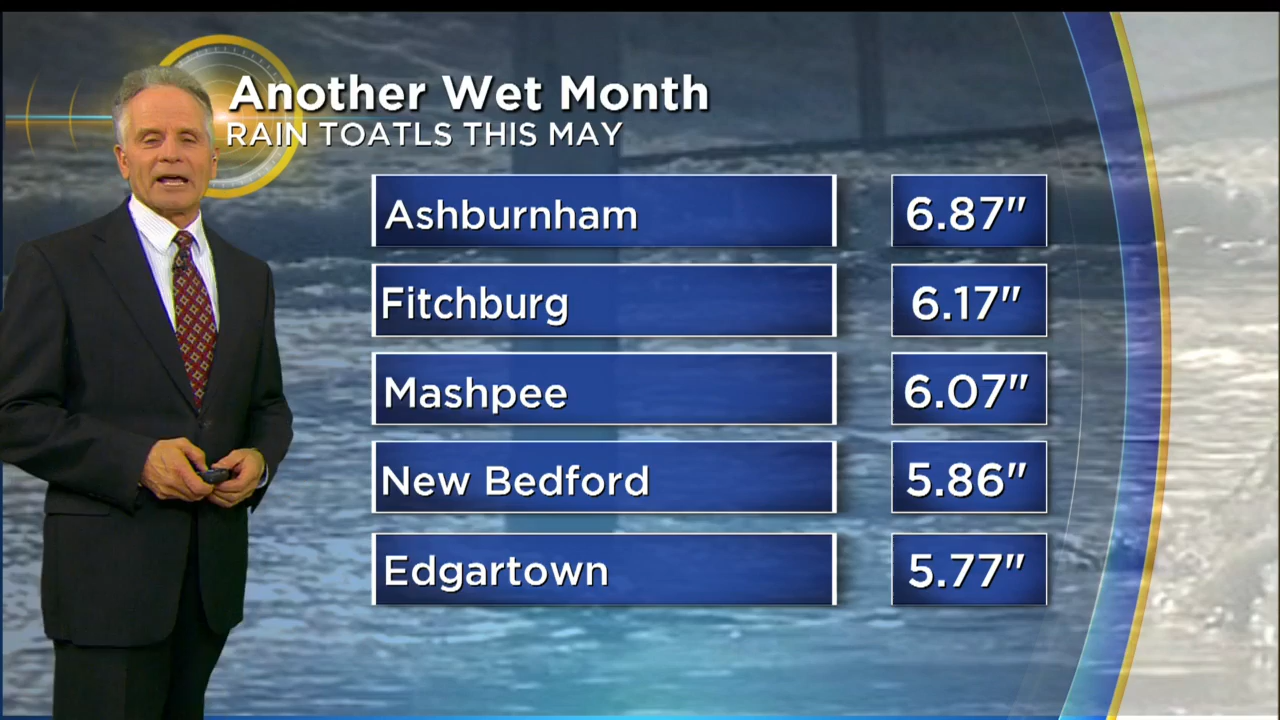 Another Wet Month
RAIN TOATLS THIS MAY
Ashburnham 6.87"
Fitchburg 6.17"
Mashpee 6.07"
New Bedford 5.86"
Edgartown 5.77"